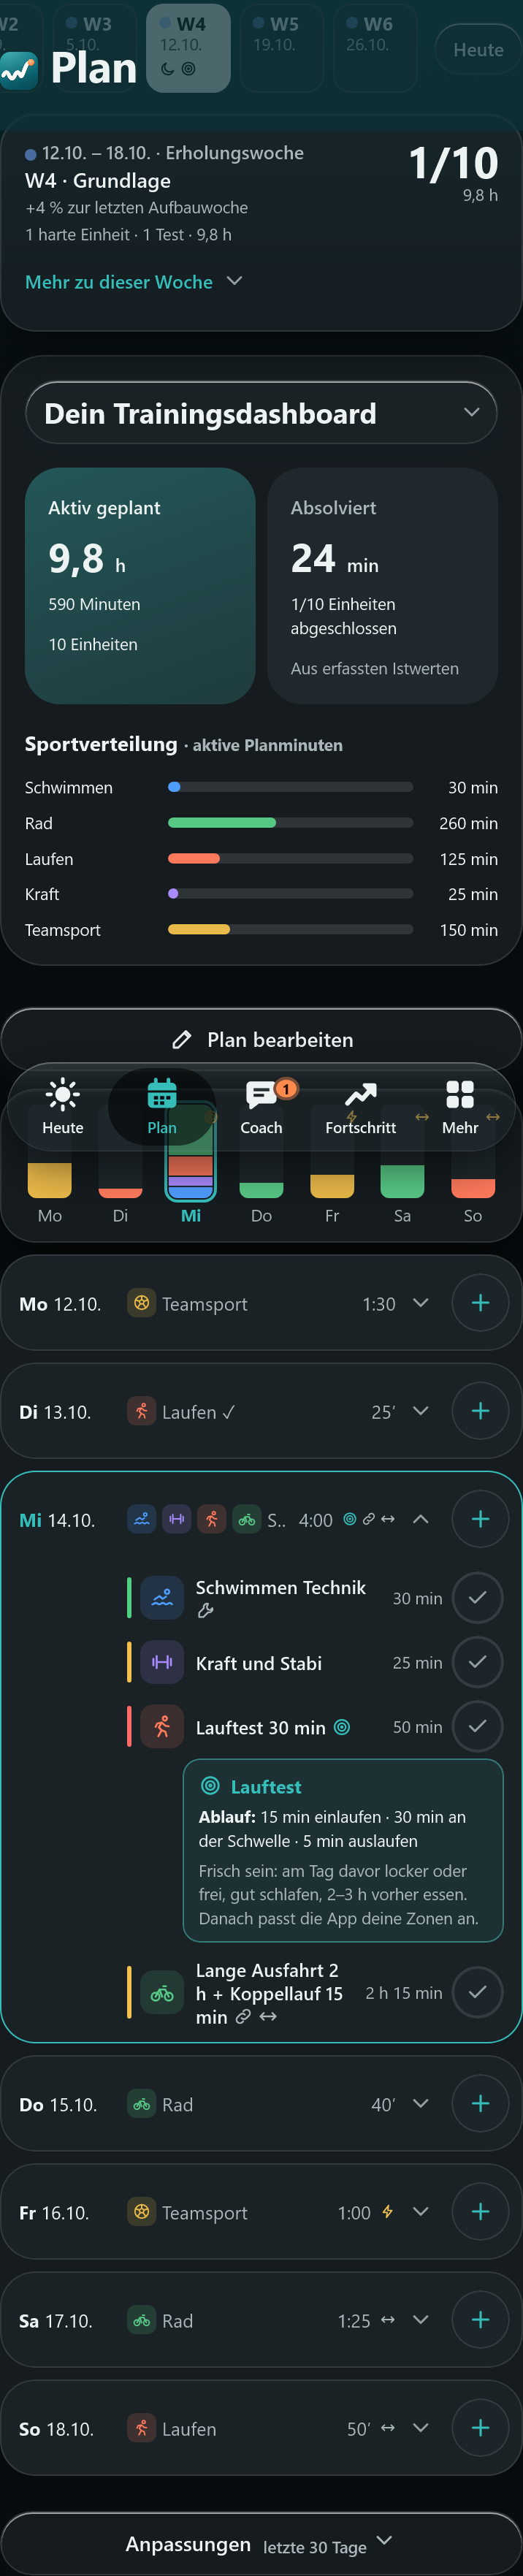 W2
W3
5.10.
W4
12.10.
W5
19.10.
W6
26.10.
Heute
Plan
12.10. – 18.10. · Erholungswoche
1/10
W4 · Grundlage
9,8 h
+4 % zur letzten Aufbauwoche
1 harte Einheit · 1 Test · 9,8 h
Mehr zu dieser Woche
Dein Trainingsdashboard
Aktiv geplant
9,8 h
590 Minuten
10 Einheiten
Absolviert
24 min
1/10 Einheiten
abgeschlossen
Aus erfassten Istwerten
Sportverteilung · aktive Planminuten
Schwimmen 30 min
Rad 260 min
Laufen 125 min
Kraft 25 min
Teamsport 150 min
Plan bearbeiten
1
Heute Plan Coach Fortschritt Mehr
Mo Di Mi Do Fr Sa So
Mo 12.10. Teamsport 1:30
Di 13.10. Laufen ✓ 25′
Mi 14.10. S.. 4:00
Schwimmen Technik 30 min
Kraft und Stabi 25 min
Lauftest 30 min 50 min
Lauftest
Ablauf: 15 min einlaufen · 30 min an
der Schwelle · 5 min auslaufen
Frisch sein: am Tag davor locker oder
frei, gut schlafen, 2–3 h vorher essen.
Danach passt die App deine Zonen an.
Lange Ausfahrt 2
h + Koppellauf 15
min
2 h 15 min
Do 15.10. Rad 40′
Fr 16.10. Teamsport 1:00
Sa 17.10. Rad 1:25
So 18.10. Laufen 50′
Anpassungen letzte 30 Tage